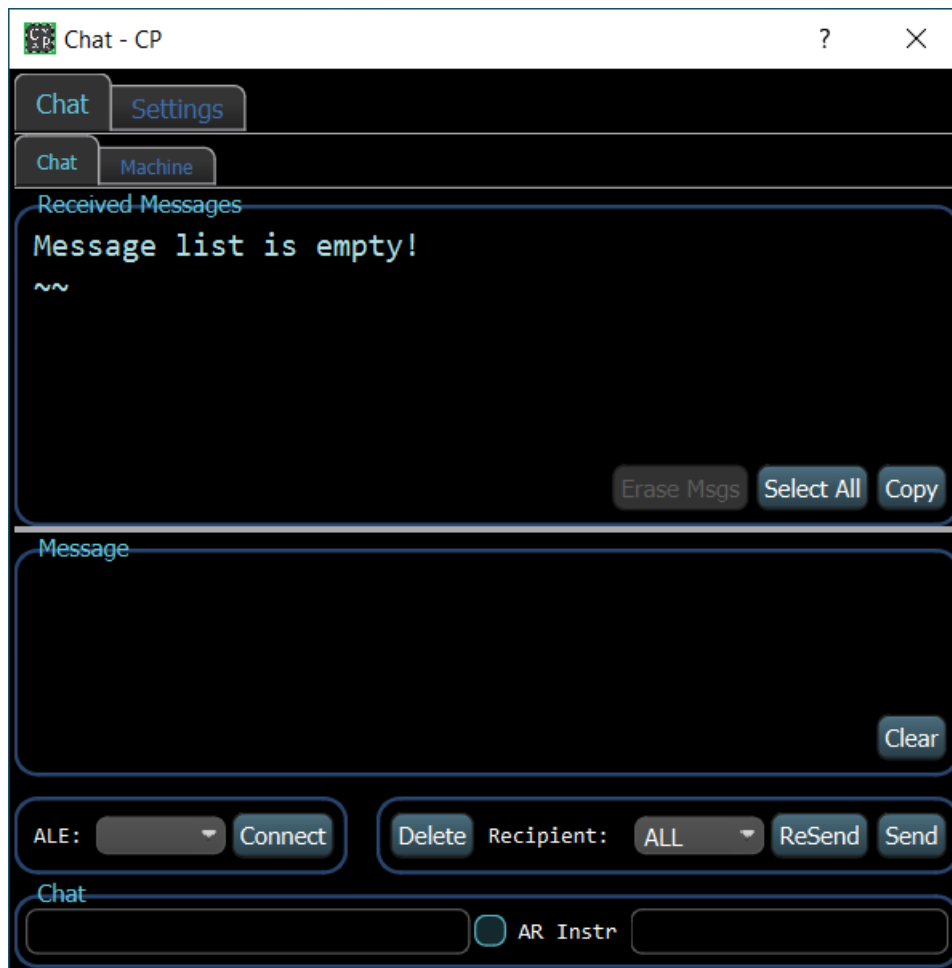 Chat - CP ?
Chat Settings
Chat Machine
Received Messages
Message list is empty!
~~
Erase Msgs Select All Copy
Message
Clear
ALE: Connect Delete Recipient: ALL ReSend Send
Chat
AR Instr